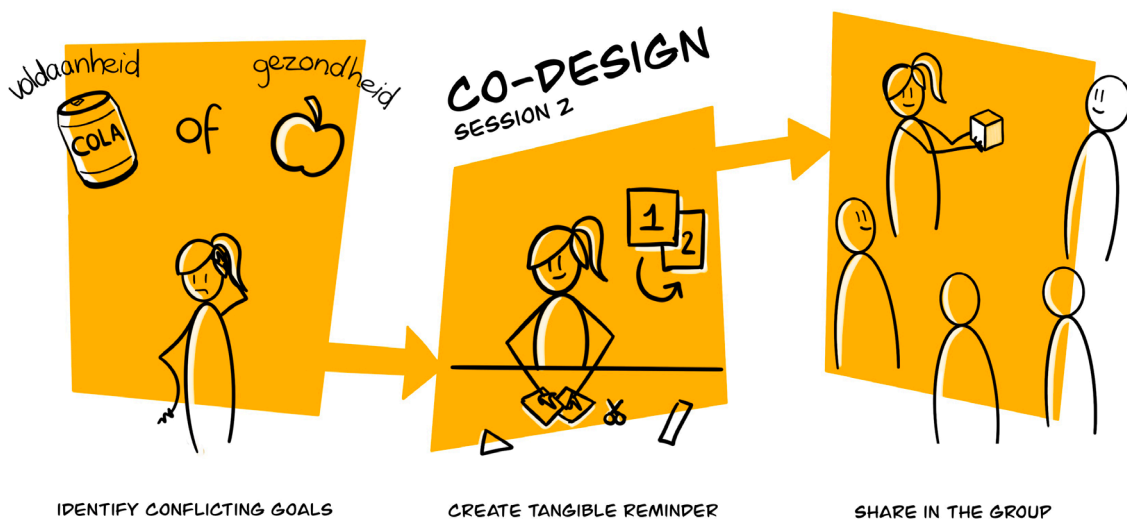 voldaanheid
gezondheid
COLA
of
CO-DESIGN
SESSION 2
1
2
IDENTIFY CONFLICTING GOALS
CREATE TANGIBLE REMINDER
SHARE IN THE GROUP